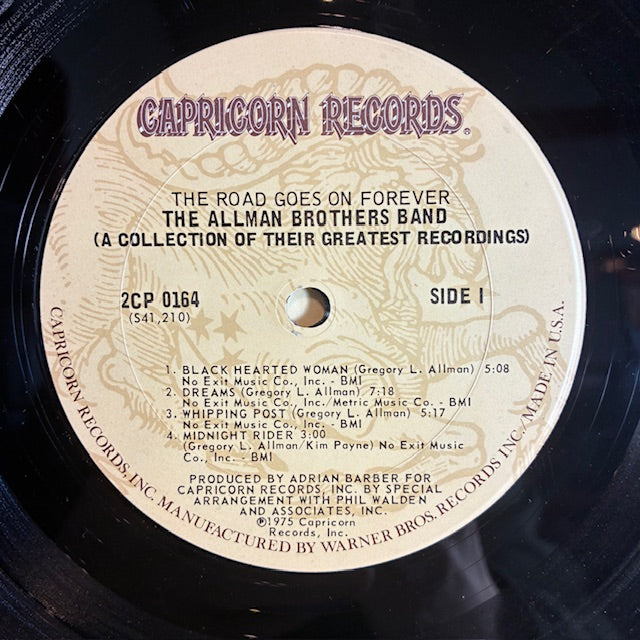 CAPRICORN RECORDS®
THE ROAD GOES ON FOREVER
THE ALLMAN BROTHERS BAND
(A COLLECTION OF THEIR GREATEST RECORDINGS)
2CP 0164
SIDE I
(S41,210)
1. BLACK HEARTED WOMAN (Gregory L. Allman) 5:08
No Exit Music Co., Inc. - BMI
2. DREAMS (Gregory L. Allman) 7:18
No Exit Music Co., Inc./Metric Music Co. - BMI
3. WHIPPING POST (Gregory L. Allman) 5:17
No Exit Music Co., Inc. - BMI
4. MIDNIGHT RIDER 3:00
(Gregory L. Allman/Kim Payne) No Exit Music
Co., Inc. - BMI
PRODUCED BY ADRIAN BARBER FOR
CAPRICORN RECORDS, INC. BY SPECIAL
ARRANGEMENT WITH PHIL WALDEN
AND ASSOCIATES, INC.
℗1975 Capricorn
Records, Inc.
CAPRICORN RECORDS, INC. MANUFACTURED BY WARNER BROS. RECORDS INC. MADE IN U.S.A.